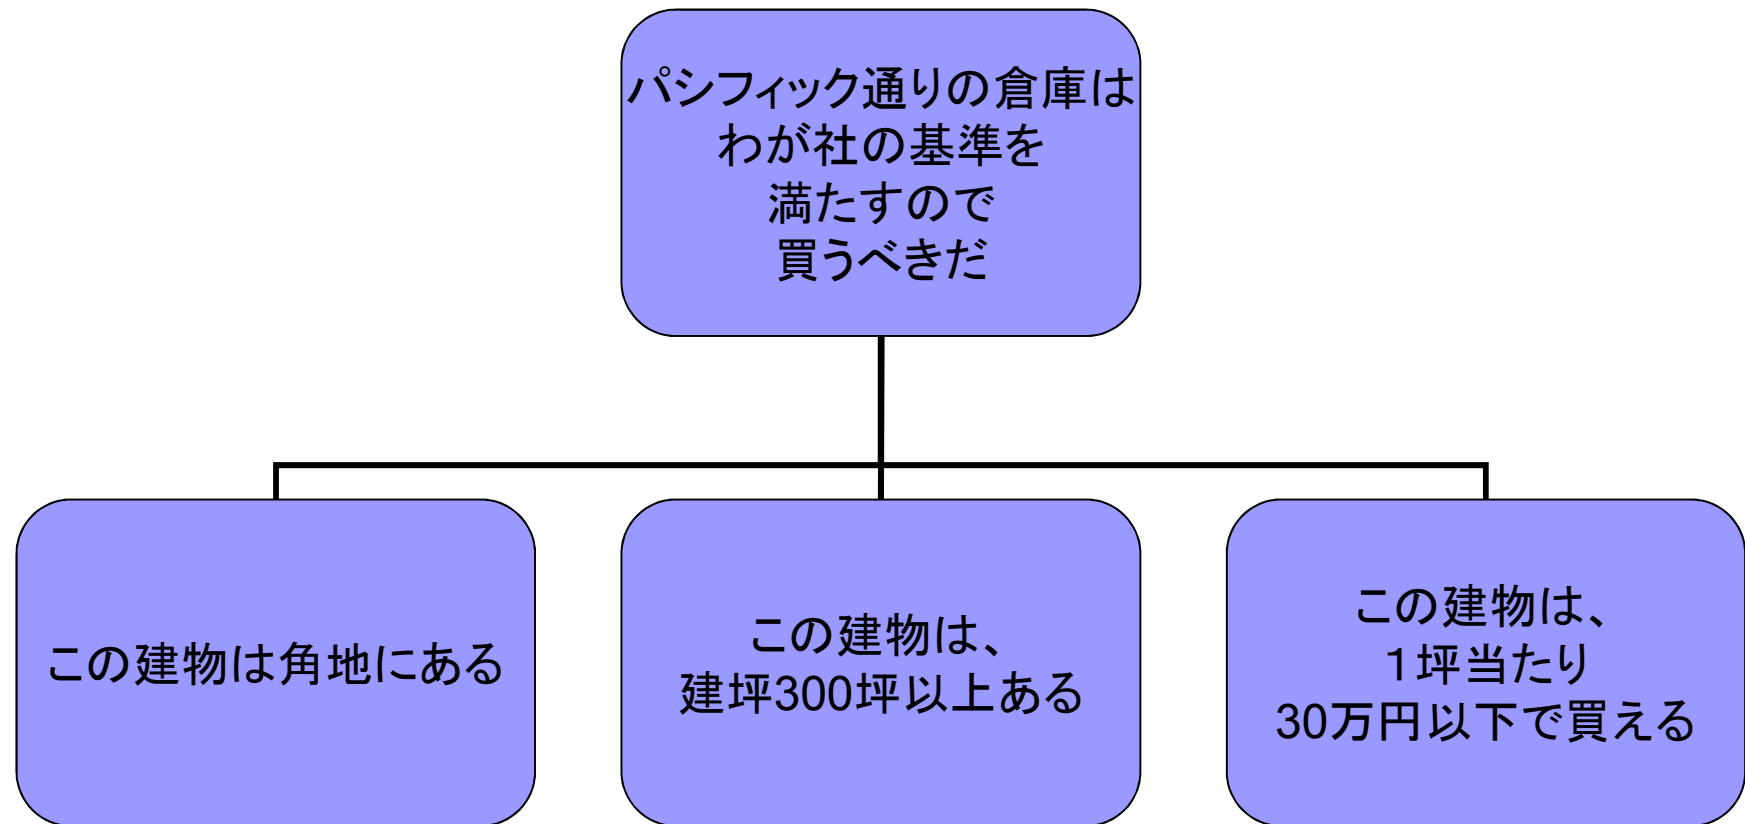 パシフィック通りの倉庫は
わが社の基準を
満たすので
買うべきだ
この建物は角地にある
この建物は、
建坪300坪以上ある
この建物は、
１坪当たり
30万円以下で買える